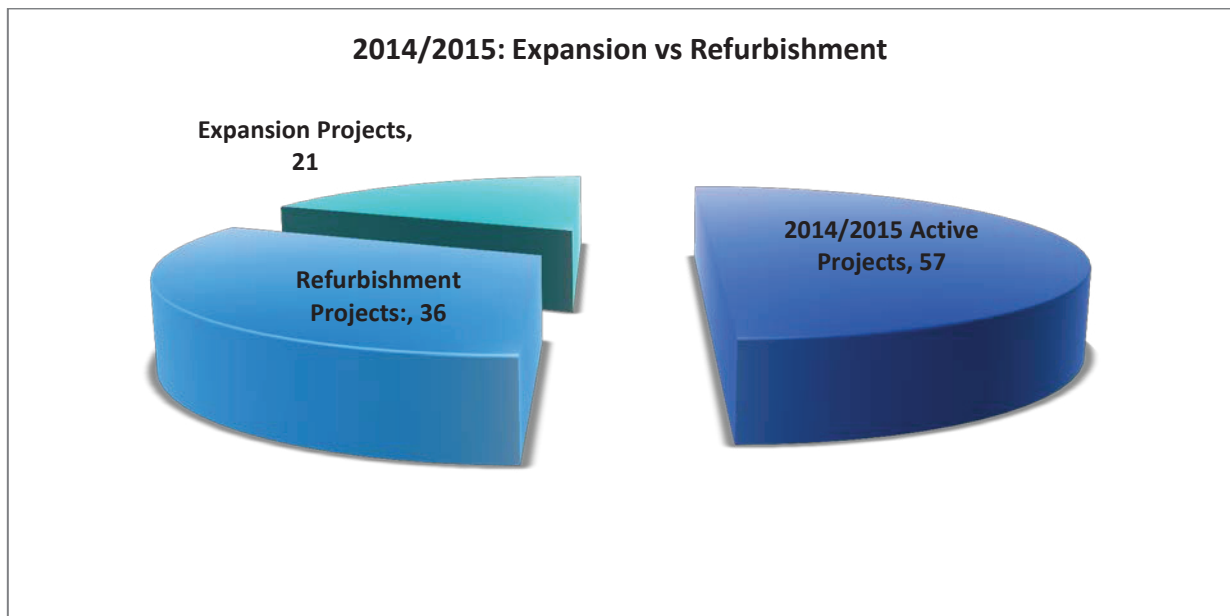 2014/2015: Expansion vs Refurbishment
Expansion Projects,
21
2014/2015 Active
Projects, 57
Refurbishment
Projects:, 36